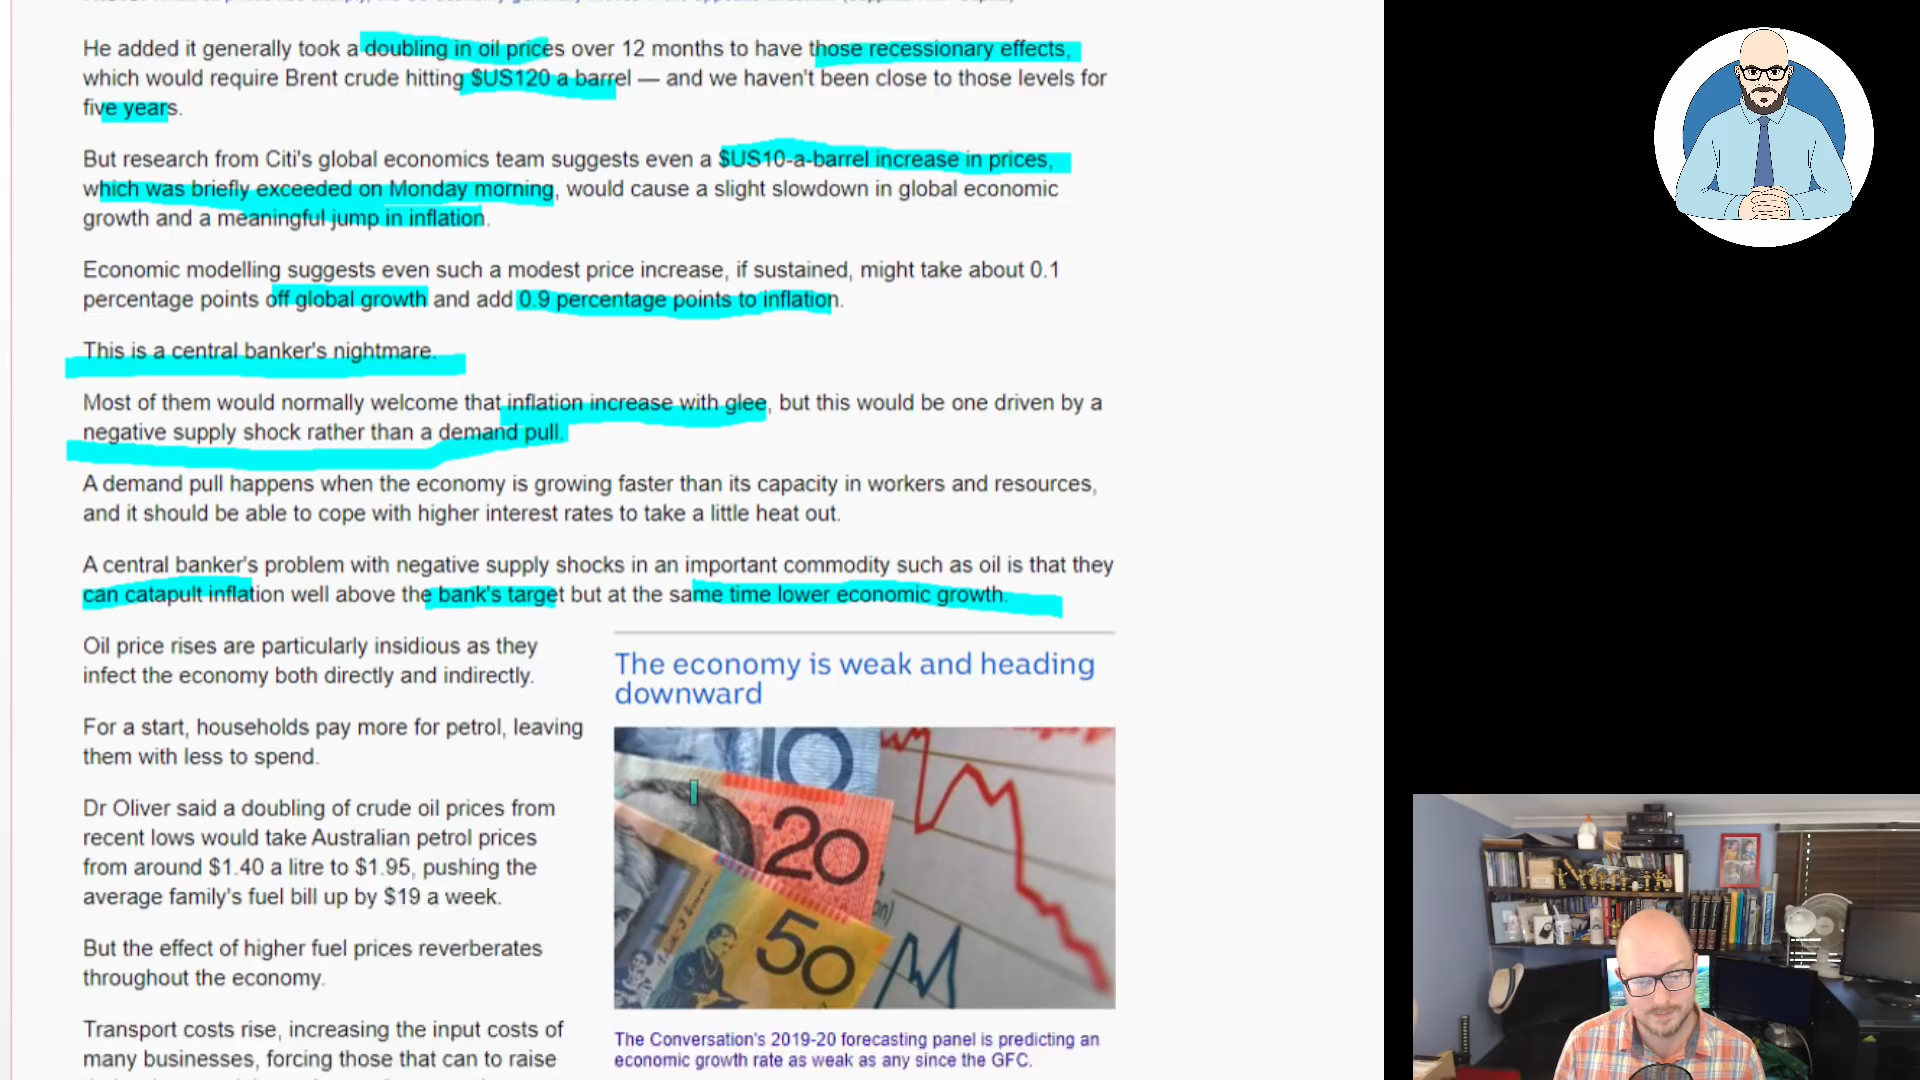 He added it generally took a doubling in oil prices over 12 months to have those recessionary effects,
which would require Brent crude hitting $US120 a barrel — and we haven't been close to those levels for
five years.
But research from Citi's global economics team suggests even a $US10-a-barrel increase in prices,
which was briefly exceeded on Monday morning, would cause a slight slowdown in global economic
growth and a meaningful jump in inflation.
Economic modelling suggests even such a modest price increase, if sustained, might take about 0.1
percentage points off global growth and add 0.9 percentage points to inflation.
This is a central banker's nightmare.
Most of them would normally welcome that inflation increase with glee, but this would be one driven by a
negative supply shock rather than a demand pull.
A demand pull happens when the economy is growing faster than its capacity in workers and resources,
and it should be able to cope with higher interest rates to take a little heat out.
A central banker's problem with negative supply shocks in an important commodity such as oil is that they
can catapult inflation well above the bank's target but at the same time lower economic growth.
Oil price rises are particularly insidious as they
infect the economy both directly and indirectly.
For a start, households pay more for petrol, leaving
them with less to spend.
Dr Oliver said a doubling of crude oil prices from
recent lows would take Australian petrol prices
from around $1.40 a litre to $1.95, pushing the
average family's fuel bill up by $19 a week.
But the effect of higher fuel prices reverberates
throughout the economy.
Transport costs rise, increasing the input costs of
many businesses, forcing those that can to raise
The economy is weak and heading
downward
10
20
50
The Conversation's 2019-20 forecasting panel is predicting an
economic growth rate as weak as any since the GFC.